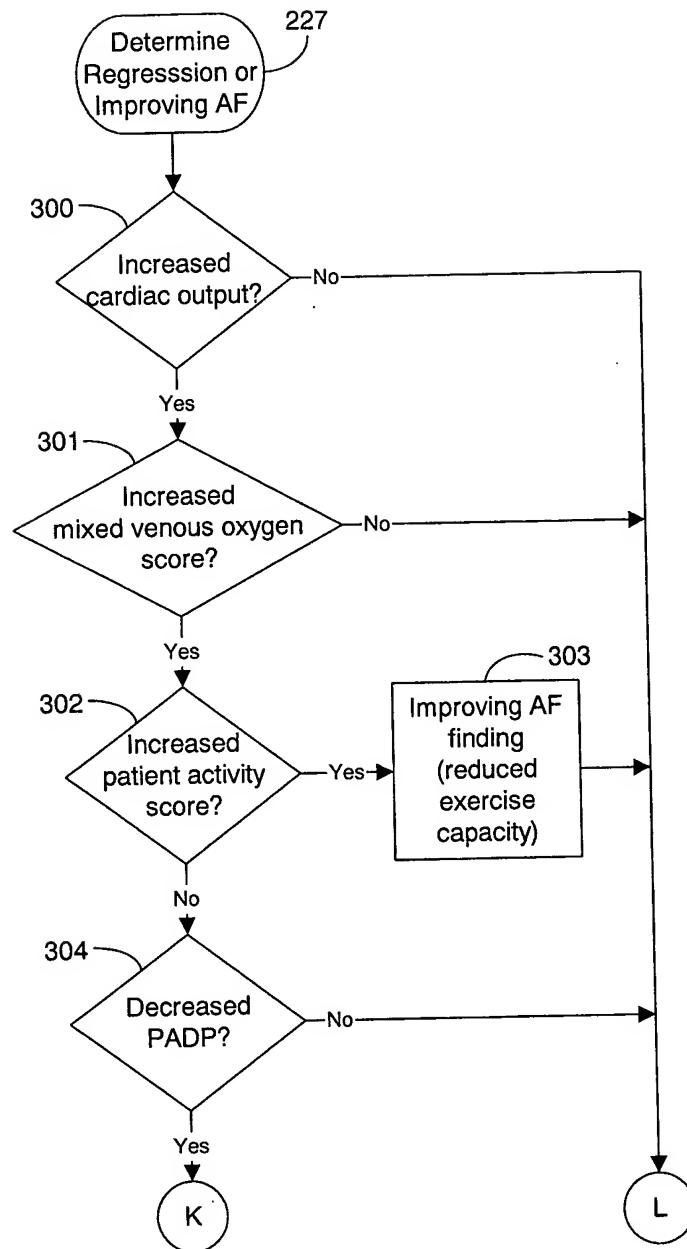 227
Determine
Regresssion or
Improving AF
300
Increased
cardiac output?
No
Yes
301
Increased
mixed venous oxygen
score?
No
Yes
302
Increased
patient activity
score?
Yes
303
Improving AF
finding
(reduced
exercise
capacity)
No
304
Decreased
PADP?
No
Yes
K
L